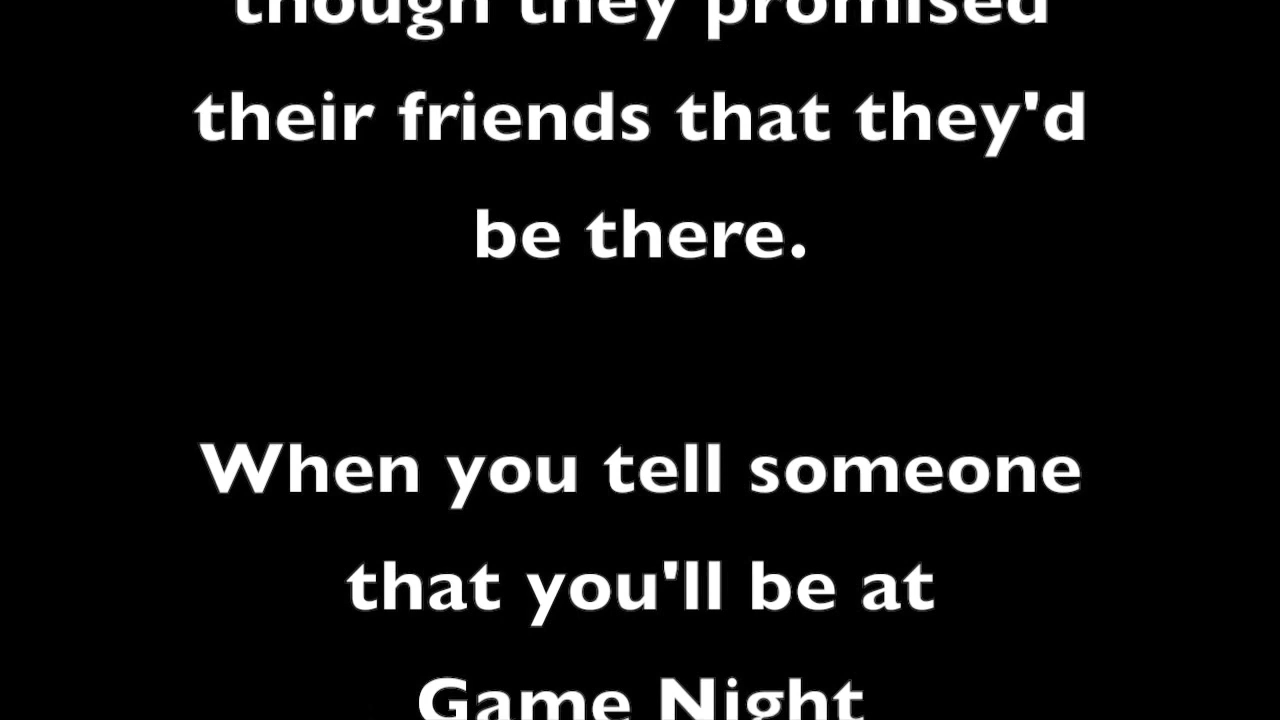 though they promised
their friends that they'd
be there.
When you tell someone
that you'll be at
Game Night